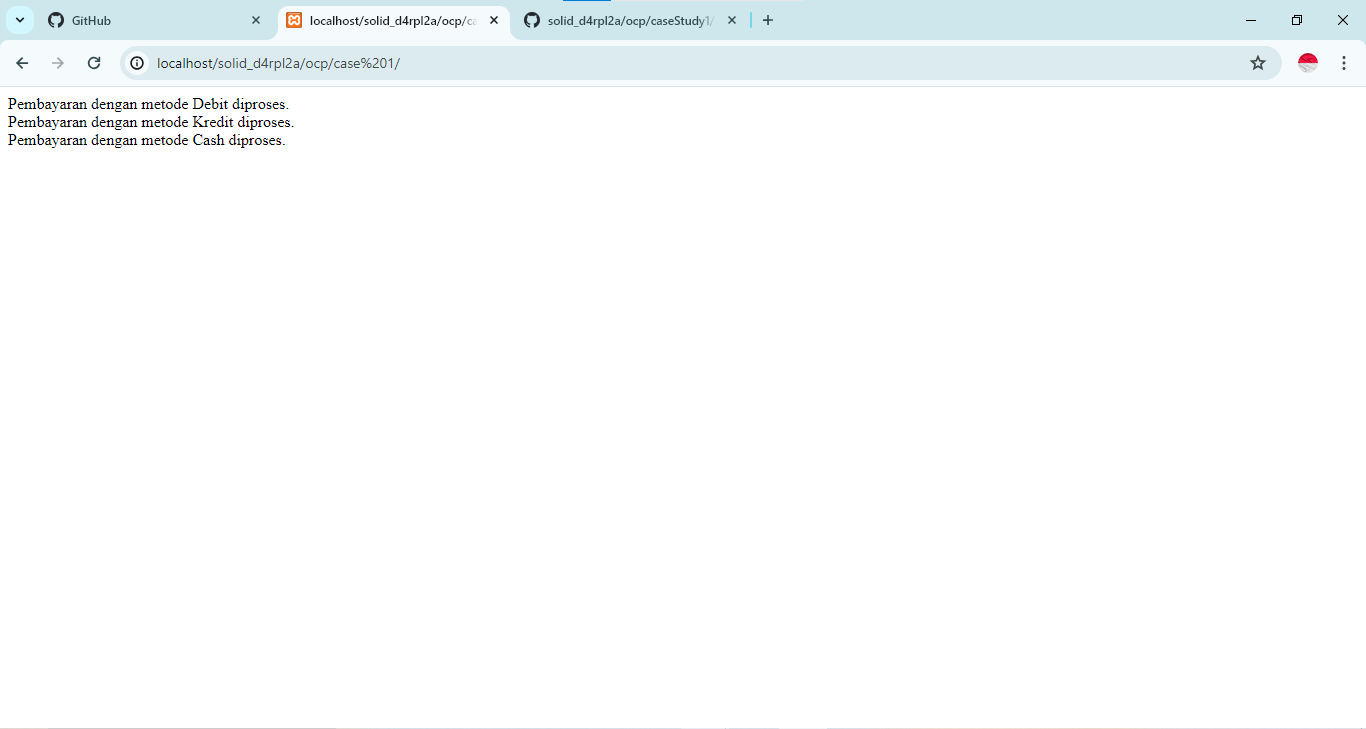 GitHub
localhost/solid_d4rpl2a/ocp/ca
solid_d4rpl2a/ocp/caseStudy1/
localhost/solid_d4rpl2a/ocp/case%201/
Pembayaran dengan metode Debit diproses.
Pembayaran dengan metode Kredit diproses.
Pembayaran dengan metode Cash diproses.